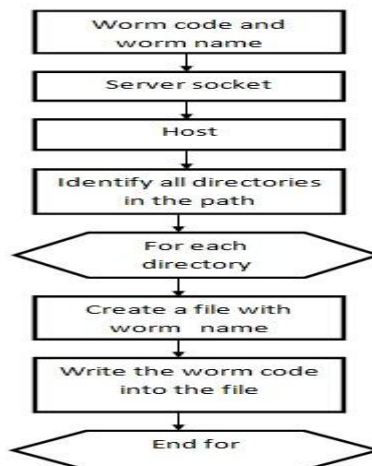 Worm code and
worm name
Server socket
Host
Identify all directories
in the path
For each
directory
Create a file with
worm name
Write the worm code
into the file
End for